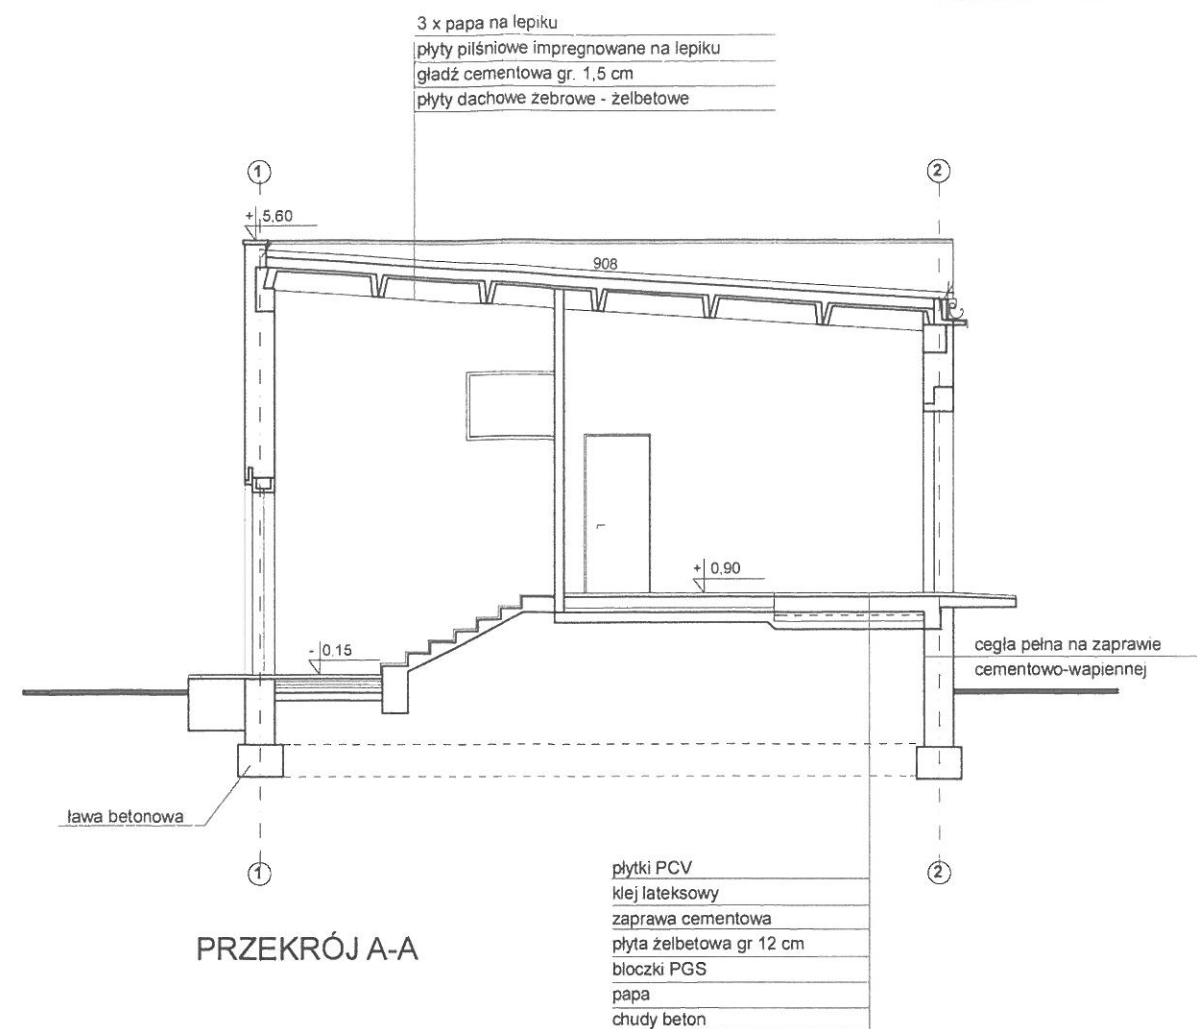 3 x papa na lepiku
płyty pilśniowe impregnowane na lepiku
gładź cementowa gr. 1,5 cm
płyty dachowe żebrowe - żelbetowe
1
2
+ 5,60
908
+ 0,90
- 0,15
cegła pełna na zaprawie
cementowo-wapiennej
ława betonowa
1
2
płytki PCV
klej lateksowy
zaprawa cementowa
płyta żelbetowa gr 12 cm
bloczki PGS
papa
chudy beton
PRZEKRÓJ A-A